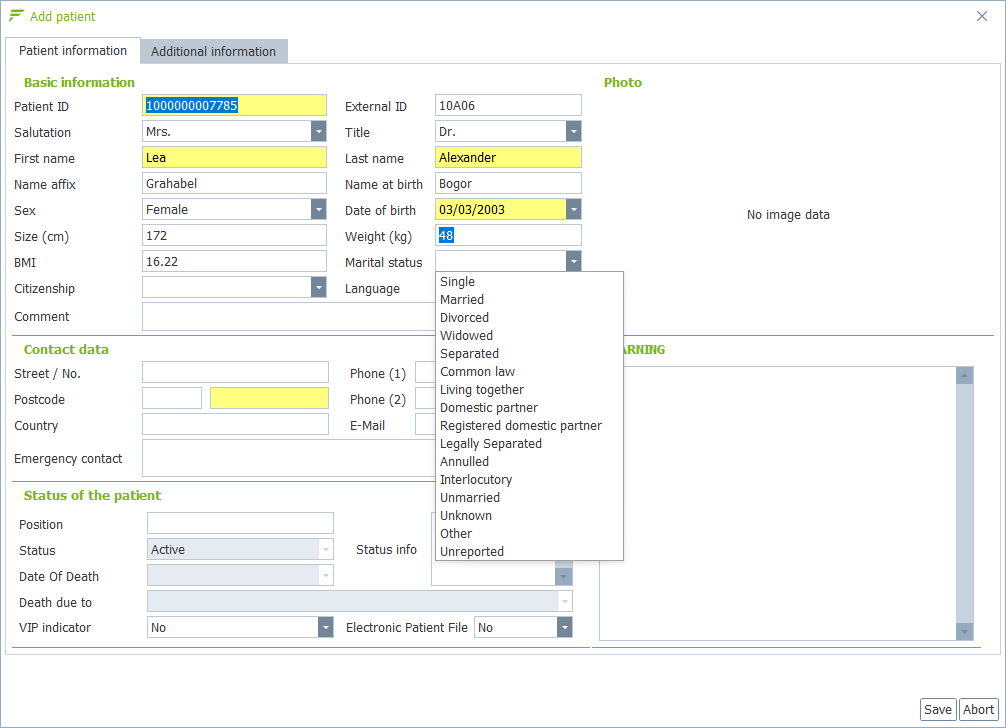 Add patient
Patient information Additional information
Basic information Photo
Patient ID 1000000007785 External ID 10A06
Salutation Mrs. Title Dr.
First name Lea Last name Alexander
Name affix Grahabel Name at birth Bogor
Sex Female Date of birth 03/03/2003
No image data
Size (cm) 172 Weight (kg) 48
BMI 16.22 Marital status
Citizenship Language
Comment
Single
Married
Divorced
Widowed
Separated
Common law
Living together
Domestic partner
Registered domestic partner
Legally Separated
Annulled
Interlocutory
Unmarried
Unknown
Other
Unreported
Contact data ARNING
Street / No. Phone (1)
Postcode Phone (2)
Country E-Mail
Emergency contact
Status of the patient
Position
Status Active Status info
Date Of Death
Death due to
VIP indicator No Electronic Patient File No
Save Abort